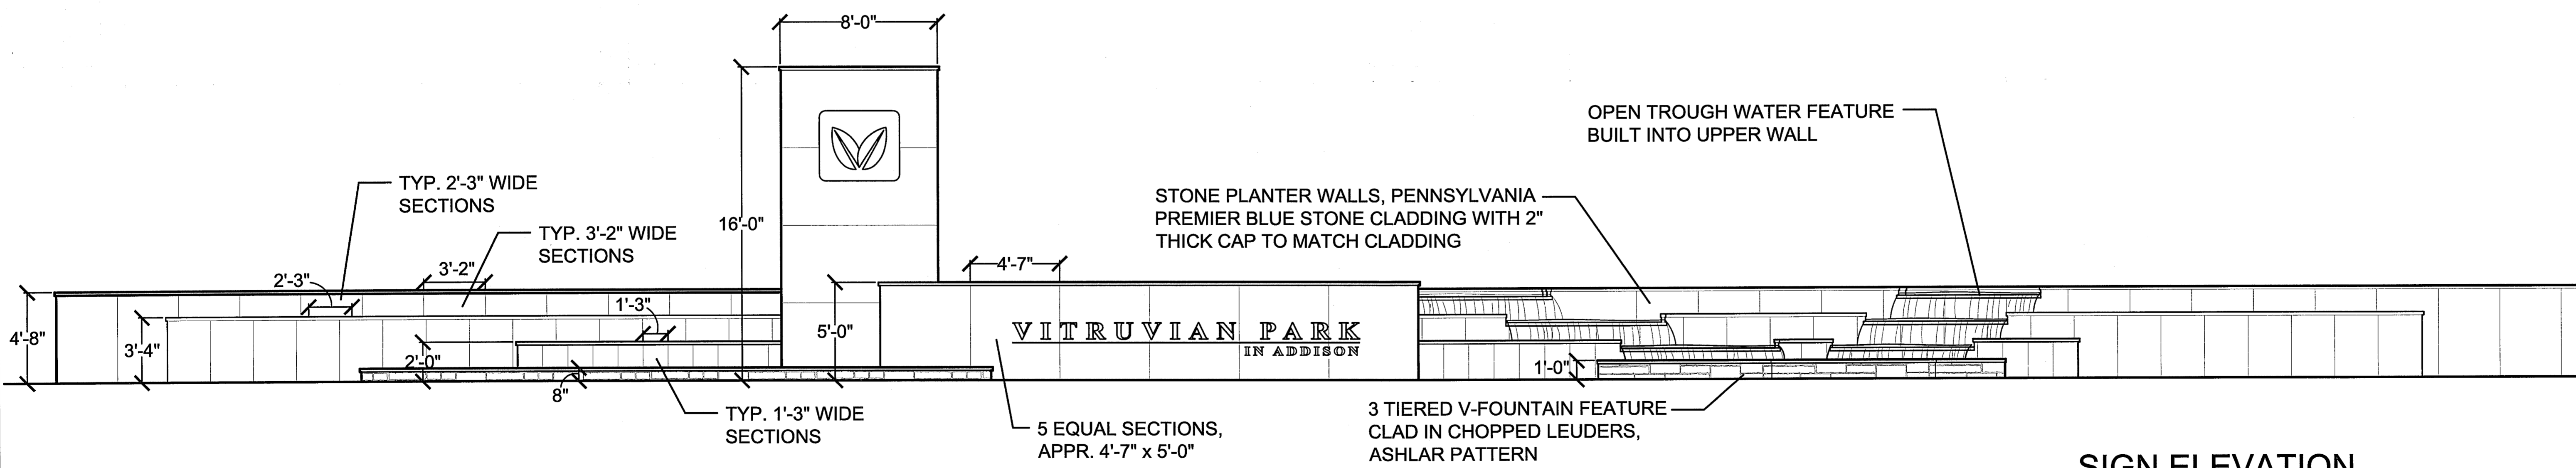 8'-0"
OPEN TROUGH WATER FEATURE
BUILT INTO UPPER WALL
TYP. 2'-3" WIDE
SECTIONS
STONE PLANTER WALLS, PENNSYLVANIA
PREMIER BLUE STONE CLADDING WITH 2"
THICK CAP TO MATCH CLADDING
16'-0"
TYP. 3'-2" WIDE
SECTIONS
4'-7"
3'-2"
2'-3"
1'-3"
4'-8"
3'-4"
2'-0"
5'-0"
VITRUVIAN PARK
IN ADDISON
1'-0"
8"
TYP. 1'-3" WIDE
SECTIONS
5 EQUAL SECTIONS,
APPR. 4'-7" x 5'-0"
3 TIERED V-FOUNTAIN FEATURE
CLAD IN CHOPPED LEUDERS,
ASHLAR PATTERN
SIGN ELEVATION